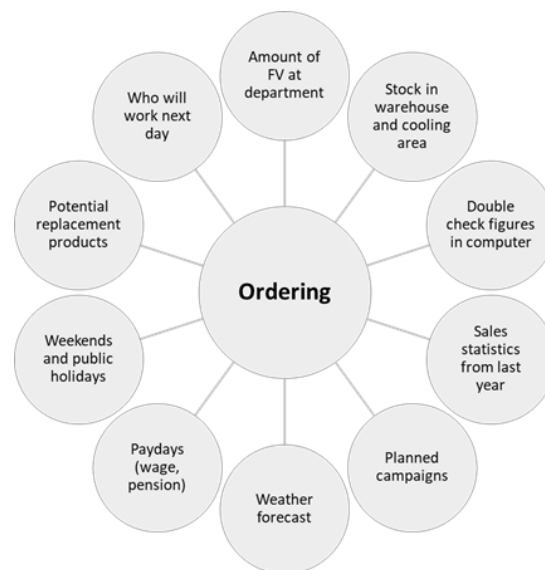 Amount of
FV at
department
Stock in
warehouse
and cooling
area
Double
check figures
in computer
Sales
statistics
from last
year
Planned
campaigns
Weather
forecast
Paydays
(wage,
pension)
Weekends
and public
holidays
Potential
replacement
products
Who will
work next
day
Ordering